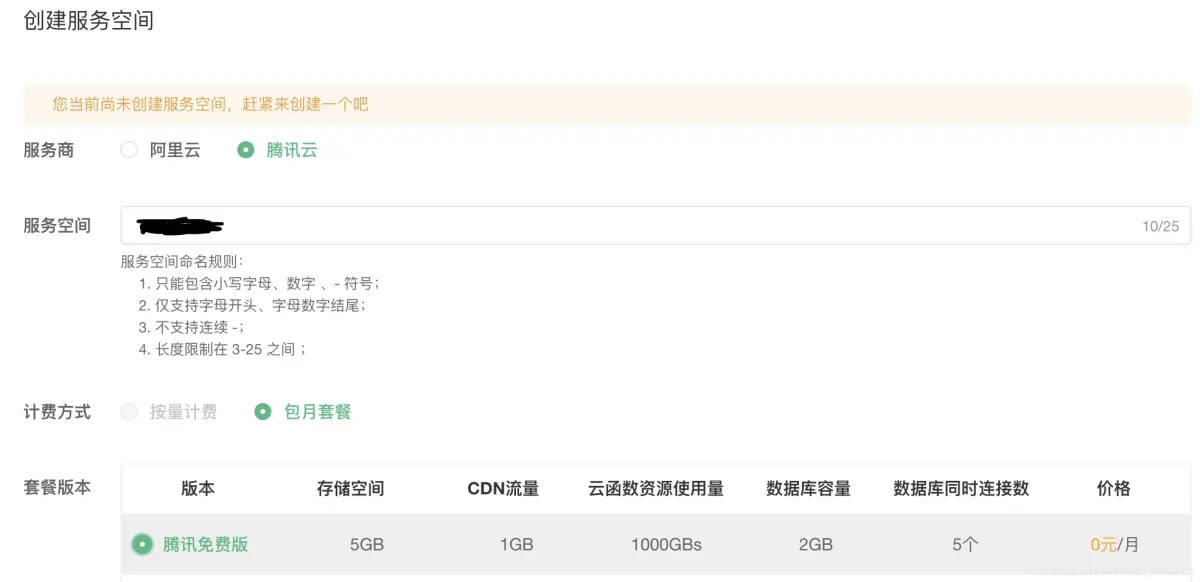 创建服务空间
您当前尚未创建服务空间，赶紧来创建一个吧
服务商 阿里云 腾讯云
服务空间 10/25
服务空间命名规则：
1. 只能包含小写字母、数字 、- 符号；
2. 仅支持字母开头、字母数字结尾；
3. 不支持连续 -；
4. 长度限制在 3-25 之间 ；
计费方式 按量计费 包月套餐
套餐版本 版本 存储空间 CDN流量 云函数资源使用量 数据库容量 数据库同时连接数 价格
腾讯免费版 5GB 1GB 1000GBs 2GB 5个 0元/月